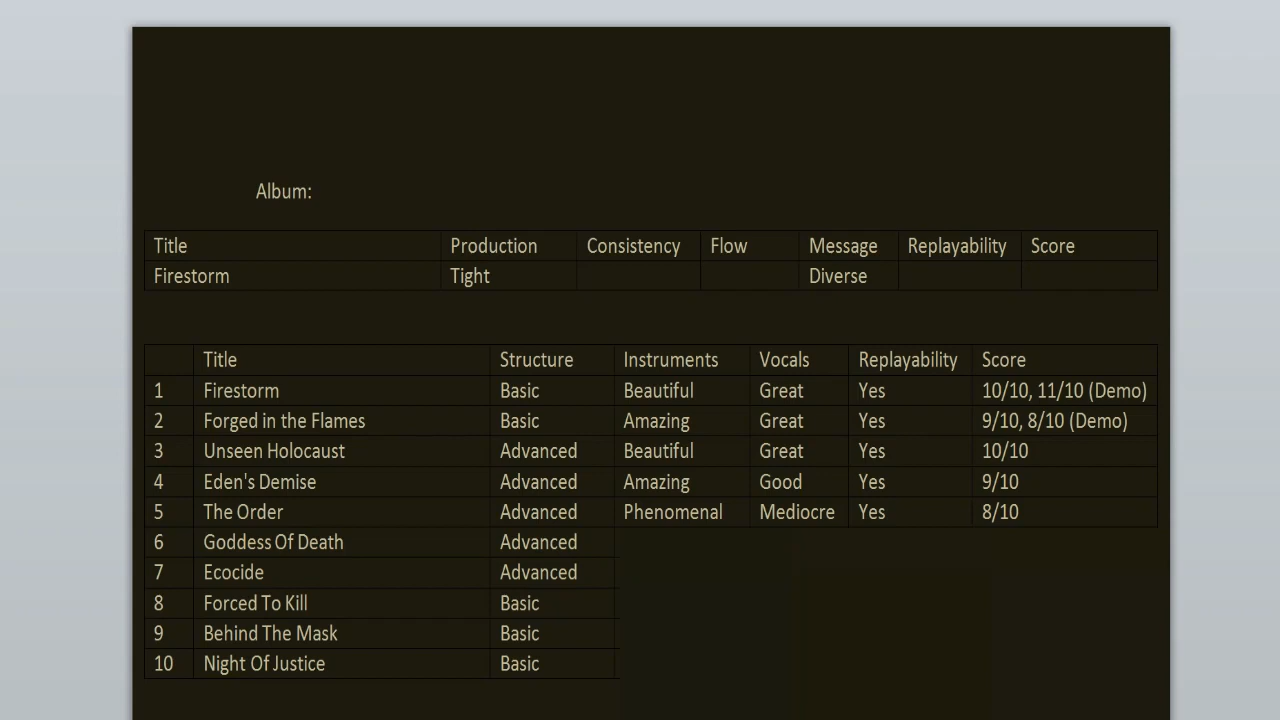 Album:
Title Production Consistency Flow Message Replayability Score
Firestorm Tight Diverse
Title Structure Instruments Vocals Replayability Score
1 Firestorm Basic Beautiful Great Yes 10/10, 11/10 (Demo)
2 Forged in the Flames Basic Amazing Great Yes 9/10, 8/10 (Demo)
3 Unseen Holocaust Advanced Beautiful Great Yes 10/10
4 Eden's Demise Advanced Amazing Good Yes 9/10
5 The Order Advanced Phenomenal Mediocre Yes 8/10
6 Goddess Of Death Advanced
7 Ecocide Advanced
8 Forced To Kill Basic
9 Behind The Mask Basic
10 Night Of Justice Basic